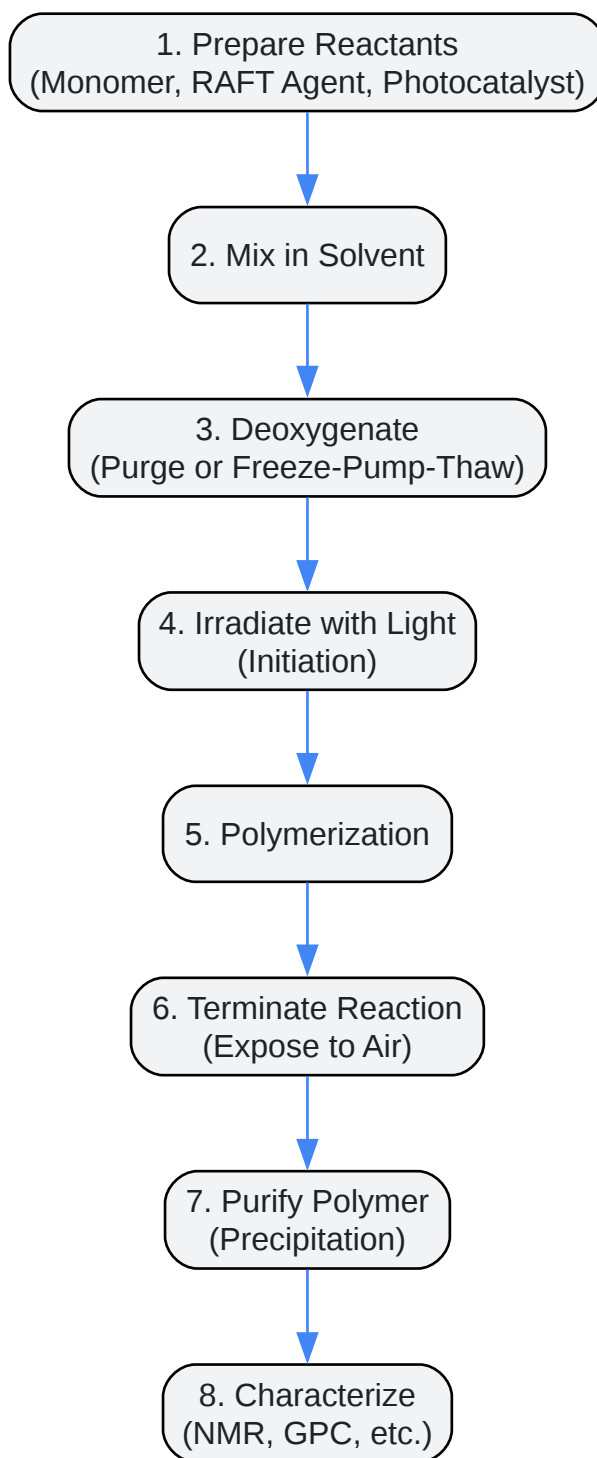 1. Prepare Reactants
(Monomer, RAFT Agent, Photocatalyst)
2. Mix in Solvent
3. Deoxygenate
(Purge or Freeze-Pump-Thaw)
4. Irradiate with Light
(Initiation)
5. Polymerization
6. Terminate Reaction
(Expose to Air)
7. Purify Polymer
(Precipitation)
8. Characterize
(NMR, GPC, etc.)